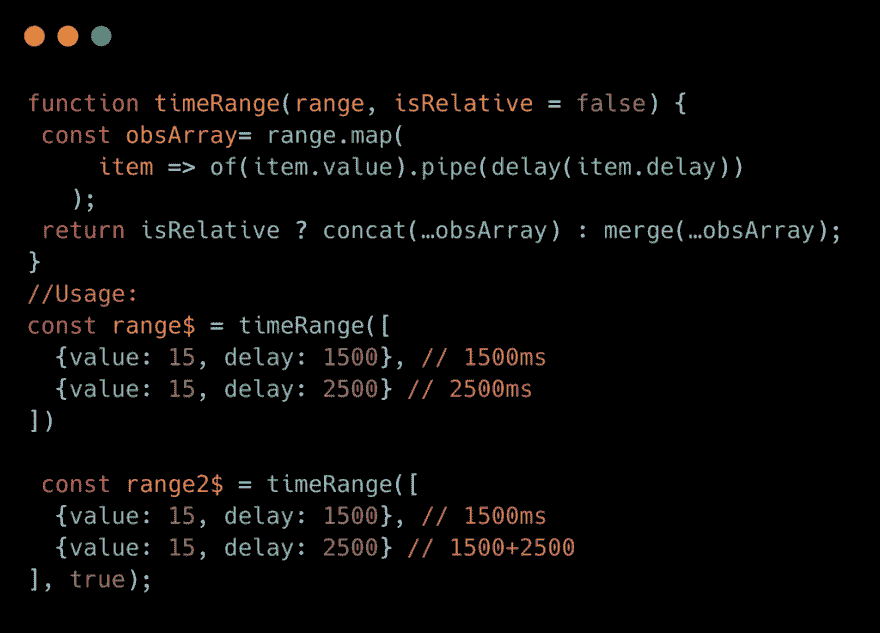 function timeRange(range, isRelative = false) {
 const obsArray= range.map(
     item => of(item.value).pipe(delay(item.delay))
   );
 return isRelative ? concat(…obsArray) : merge(…obsArray);
}
//Usage:
const range$ = timeRange([
  {value: 15, delay: 1500}, // 1500ms
  {value: 15, delay: 2500} // 2500ms
])
 const range2$ = timeRange([
  {value: 15, delay: 1500}, // 1500ms
  {value: 15, delay: 2500} // 1500+2500
], true);